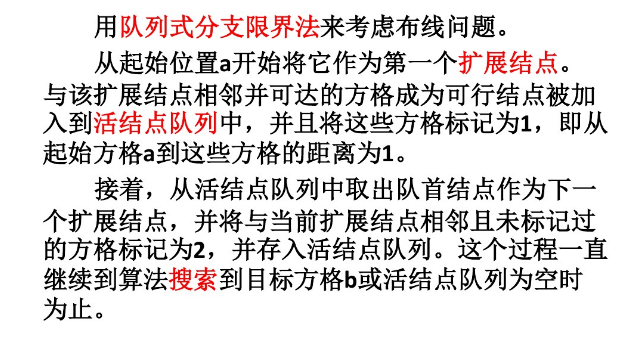 用队列式分支限界法来考虑布线问题。
从起始位置a开始将它作为第一个扩展结点。
与该扩展结点相邻并可达的方格成为可行结点被加
入到活结点队列中，并且将这些方格标记为1，即从
起始方格a到这些方格的距离为1。
接着，从活结点队列中取出队首结点作为下一
个扩展结点，并将与当前扩展结点相邻且未标记过
的方格标记为2，并存入活结点队列。这个过程一直
继续到算法搜索到目标方格b或活结点队列为空时
为止。